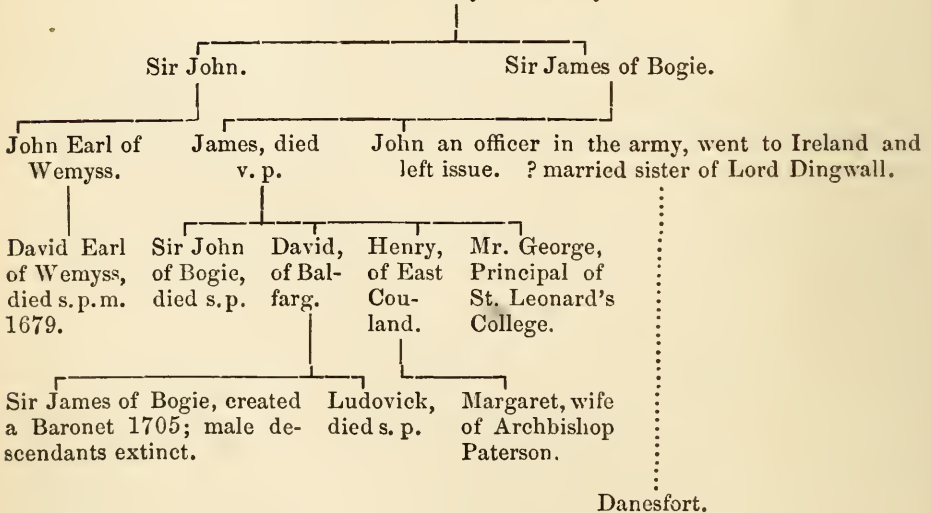 Sir John. Sir James of Bogie.
John Earl of Wemyss.
James, died v. p.
John an officer in the army, went to Ireland and left issue. ? married sister of Lord Dingwall.
David Earl of Wemyss, died s. p. m. 1679.
Sir John of Bogie, died s. p.
David, of Bal-farg.
Henry, of East Cou-land.
Mr. George, Principal of St. Leonard's College.
Sir James of Bogie, created a Baronet 1705; male de-scendants extinct.
Ludovick, died s. p.
Margaret, wife of Archbishop Paterson.
Danesfort.